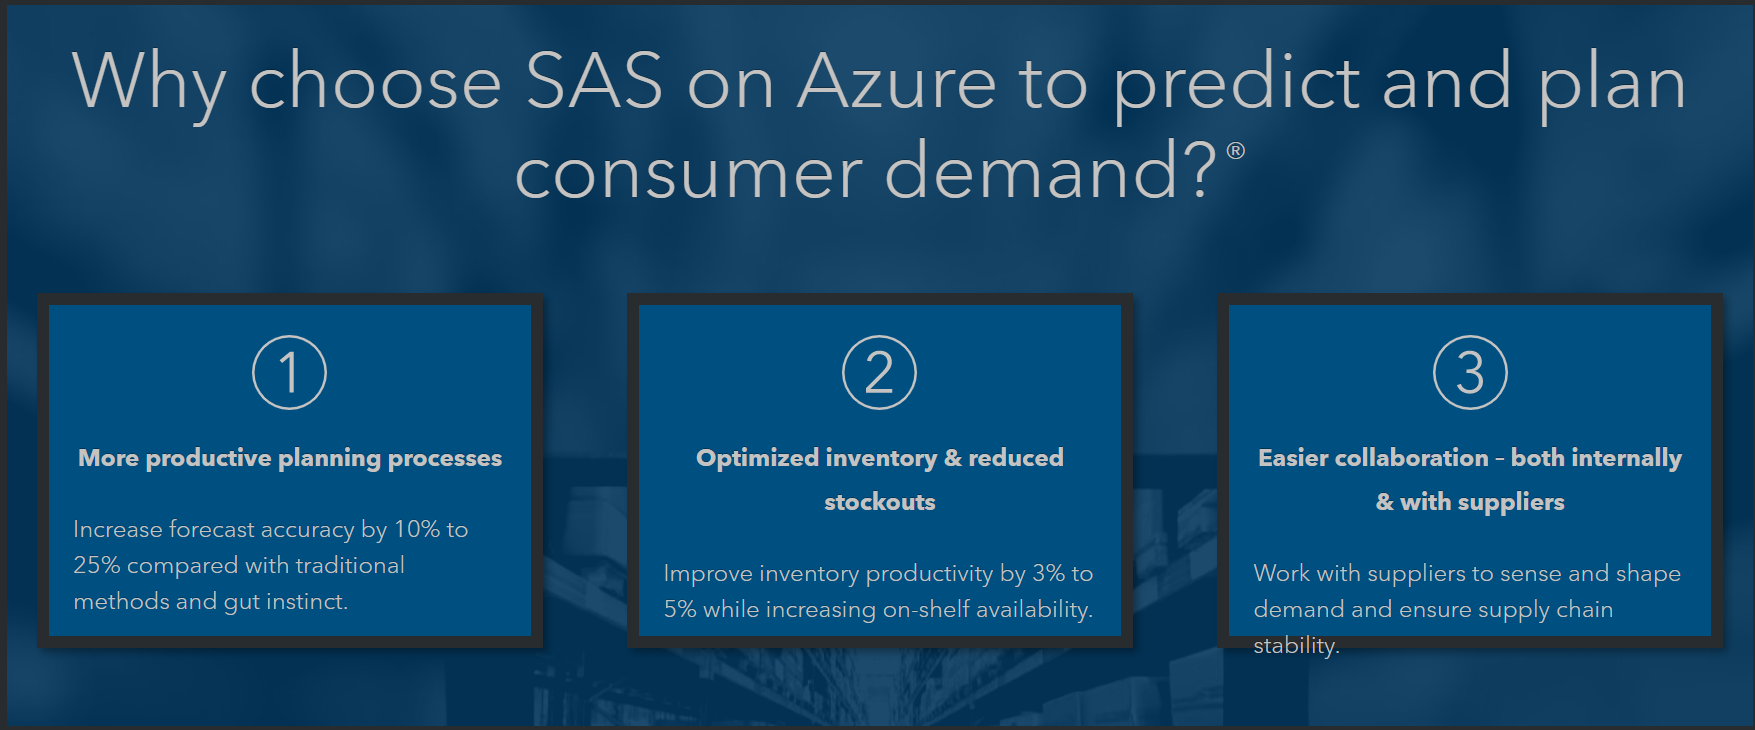 Why choose SAS on Azure to predict and plan
consumer demand?®
1
More productive planning processes
Increase forecast accuracy by 10% to
25% compared with traditional
methods and gut instinct.
2
Optimized inventory & reduced
stockouts
Improve inventory productivity by 3% to
5% while increasing on-shelf availability.
3
Easier collaboration – both internally
& with suppliers
Work with suppliers to sense and shape
demand and ensure supply chain
stability.